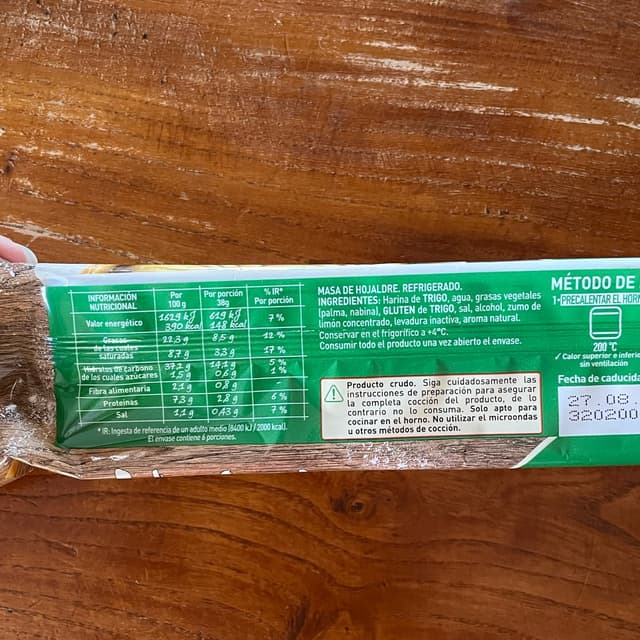 INFORMACIÓN NUTRICIONAL
Por 100 g
Por porción 38g
% IR* Por porción
Valor energético 1629 kJ 390 kcal 619 kJ 148 kcal 7 %
Grasas 22,3 g 8,5 g 12 %
de las cuales saturadas 8,7 g 3,3 g 17 %
Hidratos de carbono 37,2 g 14,1 g
de los cuales azúcares 1,5 g 0,6 g 1 %
Fibra alimentaria 2,1 g 0,8 g -
Proteínas 7,3 g 2,8 g 6 %
Sal 1,1 g 0,43 g 7 %
* IR: Ingesta de referencia de un adulto medio (8400 kJ / 2000 kcal).
El envase contiene 6 porciones.
MASA DE HOJALDRE. REFRIGERADO.
INGREDIENTES: Harina de TRIGO, agua, grasas vegetales
(palma, nabina), GLUTEN de TRIGO, sal, alcohol, zumo de
limón concentrado, levadura inactiva, aroma natural.
Conservar en el frigorífico a +4°C.
Consumir todo el producto una vez abierto el envase.
Producto crudo. Siga cuidadosamente las
instrucciones de preparación para asegurar
la completa cocción del producto, de lo
contrario no lo consuma. Solo apto para
cocinar en el horno. No utilizar el microondas
u otros métodos de cocción.
MÉTODO DE
1-PRECALENTAR EL HORN
200 °C
✓ Calor superior e inferio
sin ventilación
Fecha de caducida
27.08.
320200